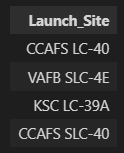 Launch_Site
CCAFS LC-40
VAFB SLC-4E
KSC LC-39A
CCAFS SLC-40